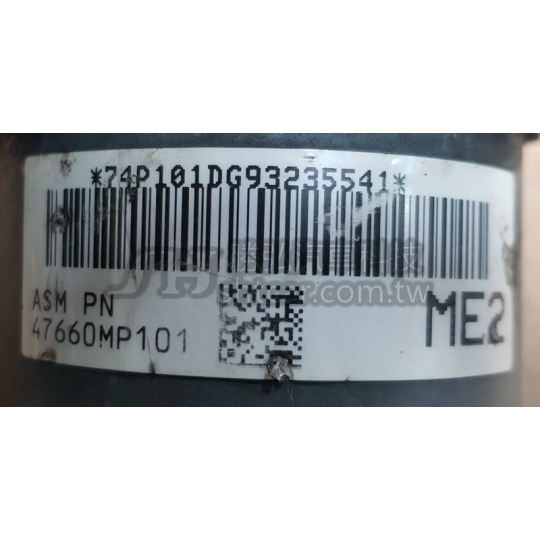 *74P101DG93235541*
ASM PN
47660MP101
ME2
.com.tw